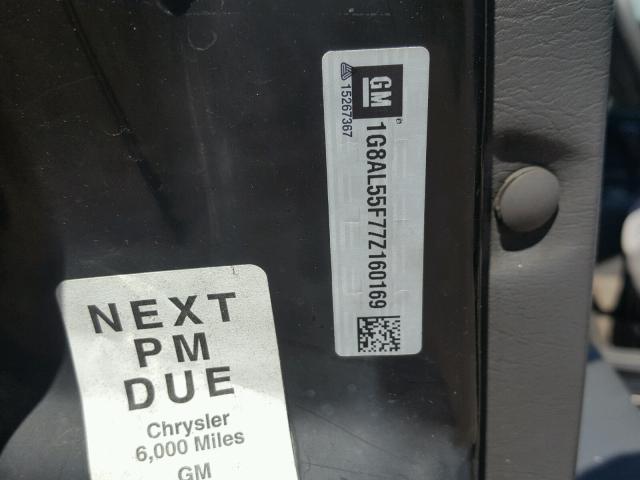 GM
15267367
1G8AL55F77Z160169
NEXT
PM
DUE
Chrysler
6,000 Miles
GM